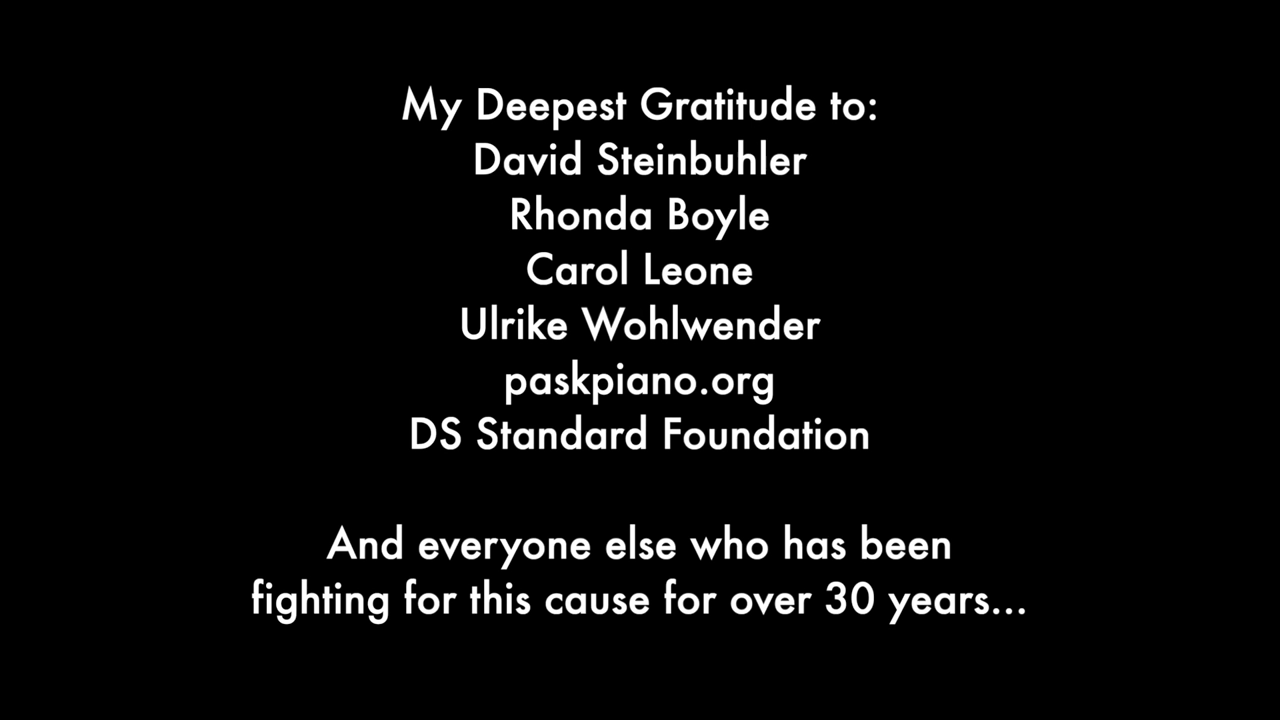 My Deepest Gratitude to:
David Steinbuhler
Rhonda Boyle
Carol Leone
Ulrike Wohlwender
paskpiano.org
DS Standard Foundation
And everyone else who has been
fighting for this cause for over 30 years...